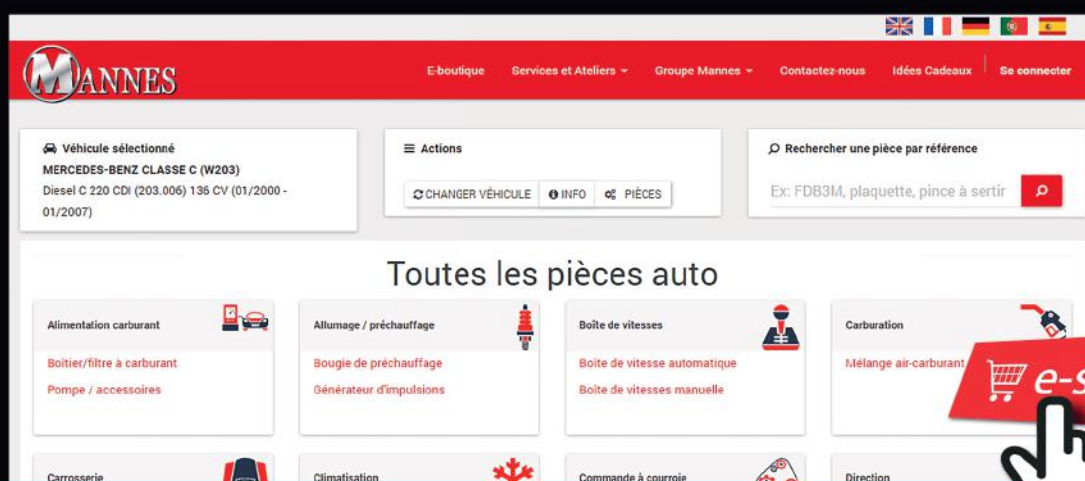 MANNES
E-boutique
Services et Ateliers
Groupe Mannes
Contactez-nous
Idées Cadeaux
Se connecter
Véhicule sélectionné
MERCEDES-BENZ CLASSE C (W203)
Diesel C 220 CDI (203.006) 136 CV (01/2000 -
01/2007)
Actions
CHANGER VÉHICULE
INFO
PIÈCES
Rechercher une pièce par référence
Ex: FDB3M, plaquette, pince à sertir
Toutes les pièces auto
Alimentation carburant
Boîtier/filtre à carburant
Pompe / accessoires
Allumage / préchauffage
Bougie de préchauffage
Générateur d'impulsions
Boîte de vitesses
Boite de vitesse automatique
Boite de vitesses manuelle
Carburation
Mélange air-carburant
e-s
Carrosserie
Climatisation
Commande à courroie
Direction